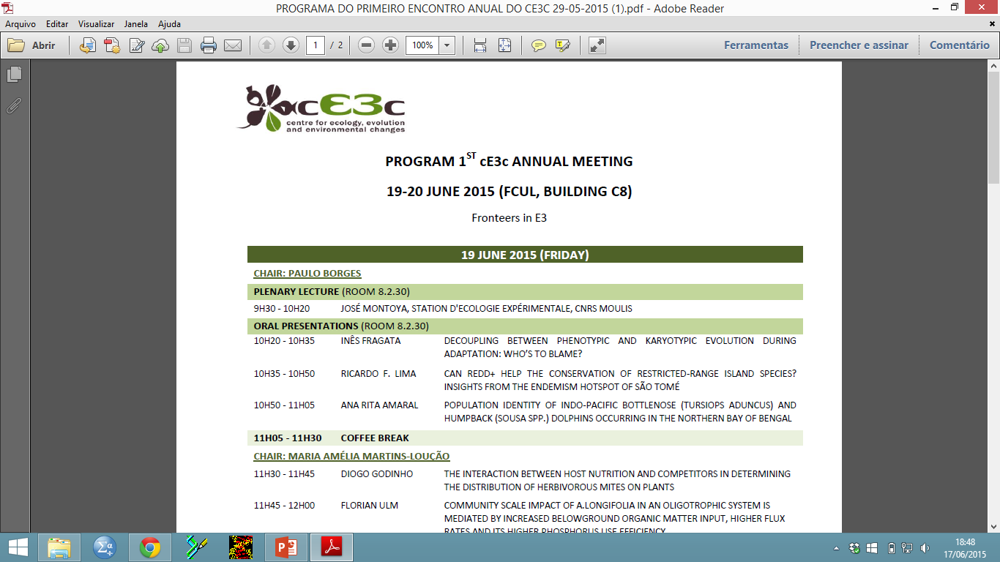 PROGRAMA DO PRIMEIRO ENCONTRO ANUAL DO CE3C 29-05-2015 (1).pdf - Adobe Reader
Arquivo Editar Visualizar Janela Ajuda
Abrir 1 / 2 100% Ferramentas Preencher e assinar Comentário
cE3c
centre for ecology, evolution
and environmental changes
PROGRAM 1ST cE3c ANNUAL MEETING
19-20 JUNE 2015 (FCUL, BUILDING C8)
Fronteers in E3
19 JUNE 2015 (FRIDAY)
CHAIR: PAULO BORGES
PLENARY LECTURE (ROOM 8.2.30)
9H30 - 10H20 JOSÉ MONTOYA, STATION D'ECOLOGIE EXPÉRIMENTALE, CNRS MOULIS
ORAL PRESENTATIONS (ROOM 8.2.30)
10H20 - 10H35 INÊS FRAGATA DECOUPLING BETWEEN PHENOTYPIC AND KARYOTYPIC EVOLUTION DURING
ADAPTATION: WHO'S TO BLAME?
10H35 - 10H50 RICARDO F. LIMA CAN REDD+ HELP THE CONSERVATION OF RESTRICTED-RANGE ISLAND SPECIES?
INSIGHTS FROM THE ENDEMISM HOTSPOT OF SÃO TOMÉ
10H50 - 11H05 ANA RITA AMARAL POPULATION IDENTITY OF INDO-PACIFIC BOTTLENOSE (TURSIOPS ADUNCUS) AND
HUMPBACK (SOUSA SPP.) DOLPHINS OCCURRING IN THE NORTHERN BAY OF BENGAL
11H05 - 11H30 COFFEE BREAK
CHAIR: MARIA AMÉLIA MARTINS-LOUÇÃO
11H30 - 11H45 DIOGO GODINHO THE INTERACTION BETWEEN HOST NUTRITION AND COMPETITORS IN DETERMINING
THE DISTRIBUTION OF HERBIVOROUS MITES ON PLANTS
11H45 - 12H00 FLORIAN ULM COMMUNITY SCALE IMPACT OF A.LONGIFOLIA IN AN OLIGOTROPHIC SYSTEM IS
MEDIATED BY INCREASED BELOWGROUND ORGANIC MATTER INPUT, HIGHER FLUX
RATES AND ITS HIGHER PHOSPHORUS USE EFFICIENCY
18:48
17/06/2015